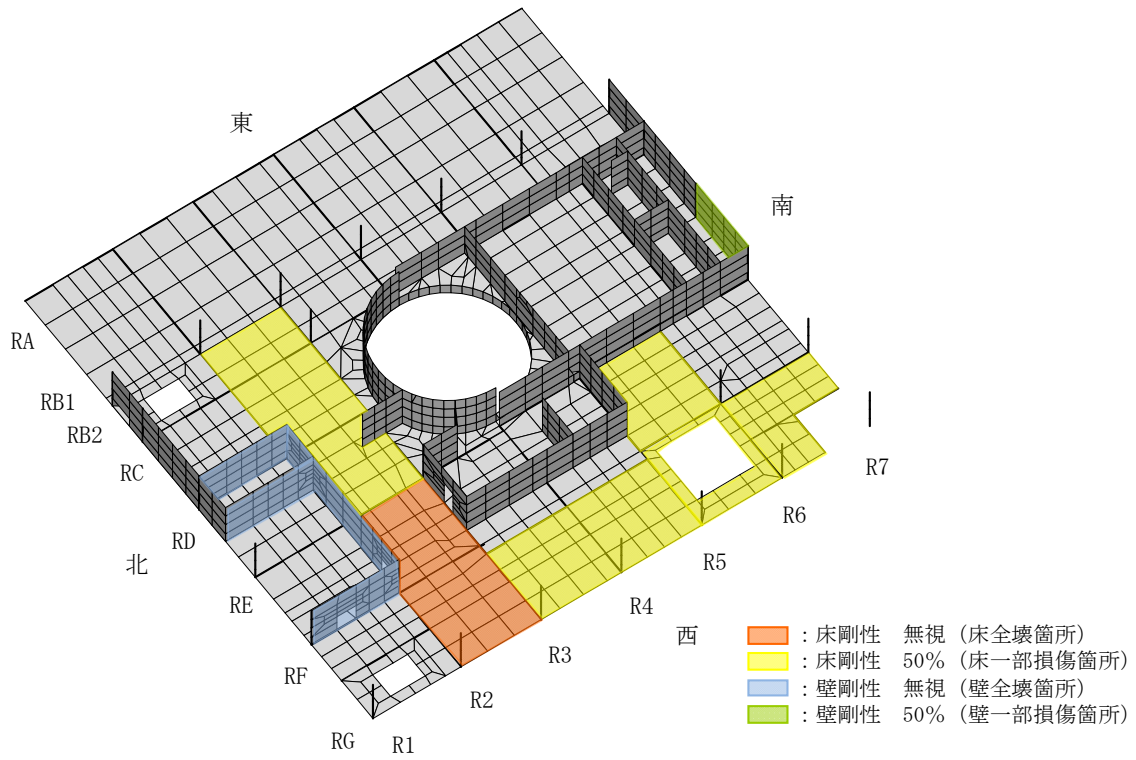 東
南
RA
RB1
RB2
RC
R7
RD
R6
北
R5
RE
R4
西
R3
RF
R2
RG
R1
：床剛性　無視（床全壊箇所）
：床剛性　50%（床一部損傷箇所）
：壁剛性　無視（壁全壊箇所）
：壁剛性　50%（壁一部損傷箇所）